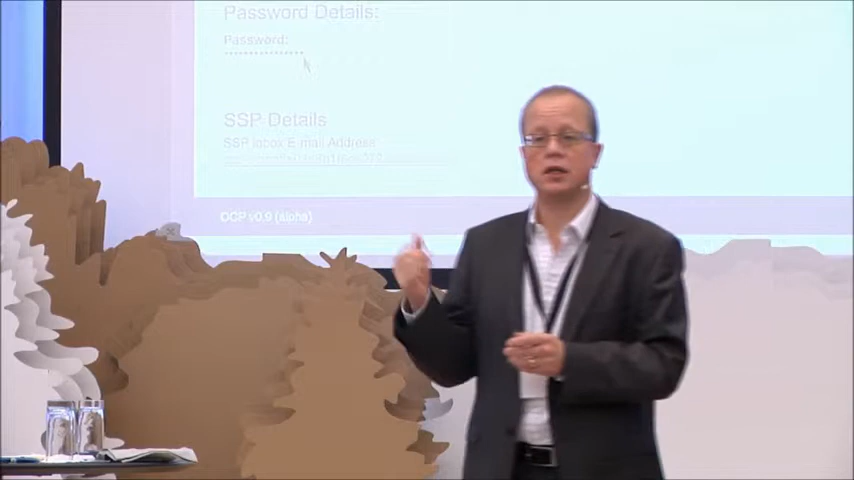 Password Details:
Password:
SSP Details
SSP Inbox E-mail Address
DCP v0.9 (alpha)